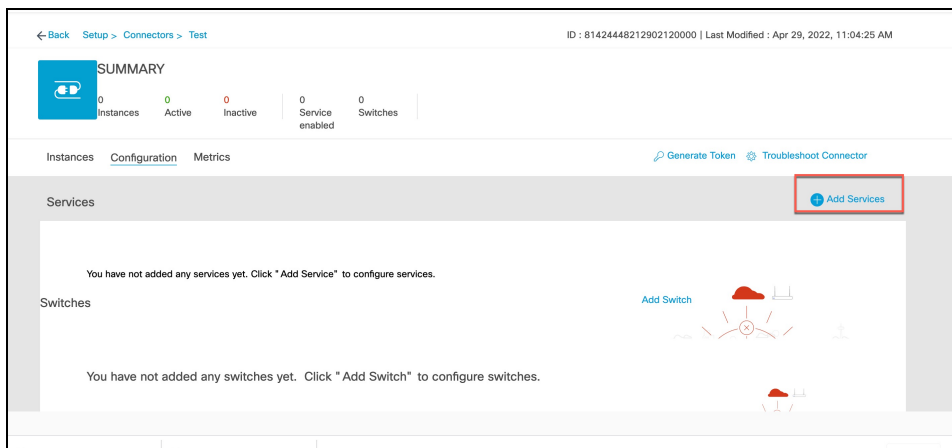 Back Setup > Connectors > Test ID : 81424448212902120000 | Last Modified : Apr 29, 2022, 11:04:25 AM
SUMMARY
0 0 0 0 0
Instances Active Inactive Service Switches
enabled
Instances Configuration Metrics Generate Token Troubleshoot Connector
Services Add Services
You have not added any services yet. Click "Add Service" to configure services.
Switches Add Switch
You have not added any switches yet. Click "Add Switch" to configure switches.